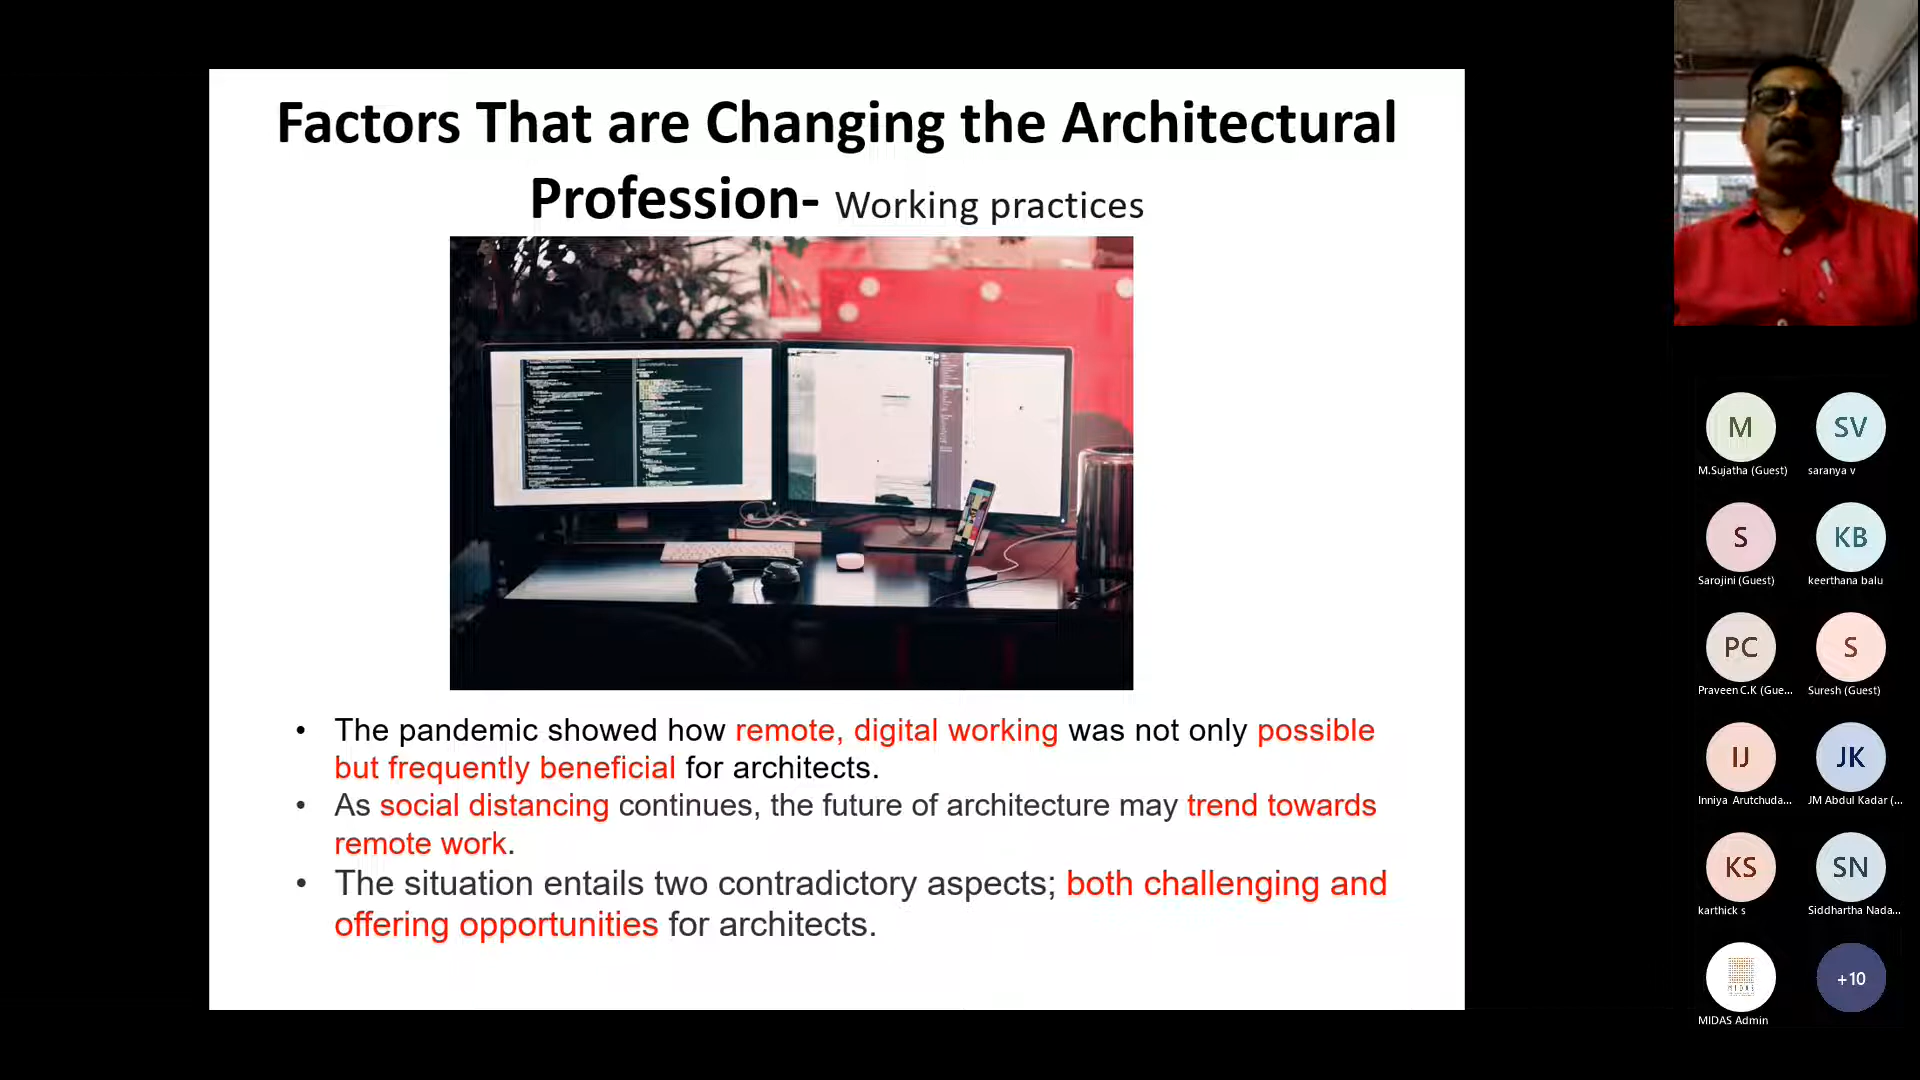 Factors That are Changing the Architectural
Profession- Working practices
• The pandemic showed how remote, digital working was not only possible
but frequently beneficial for architects.
• As social distancing continues, the future of architecture may trend towards
remote work.
• The situation entails two contradictory aspects; both challenging and
offering opportunities for architects.
M SV
M.Sujatha (Guest) saranya v
S KB
Sarojini (Guest) keerthana balu
PC S
Praveen C.K (Gue... Suresh (Guest)
IJ JK
Inniya Arutchuda... JM Abdul Kadar (...
KS SN
karthick s Siddhartha Nada...
MIDAS +10
MIDAS Admin